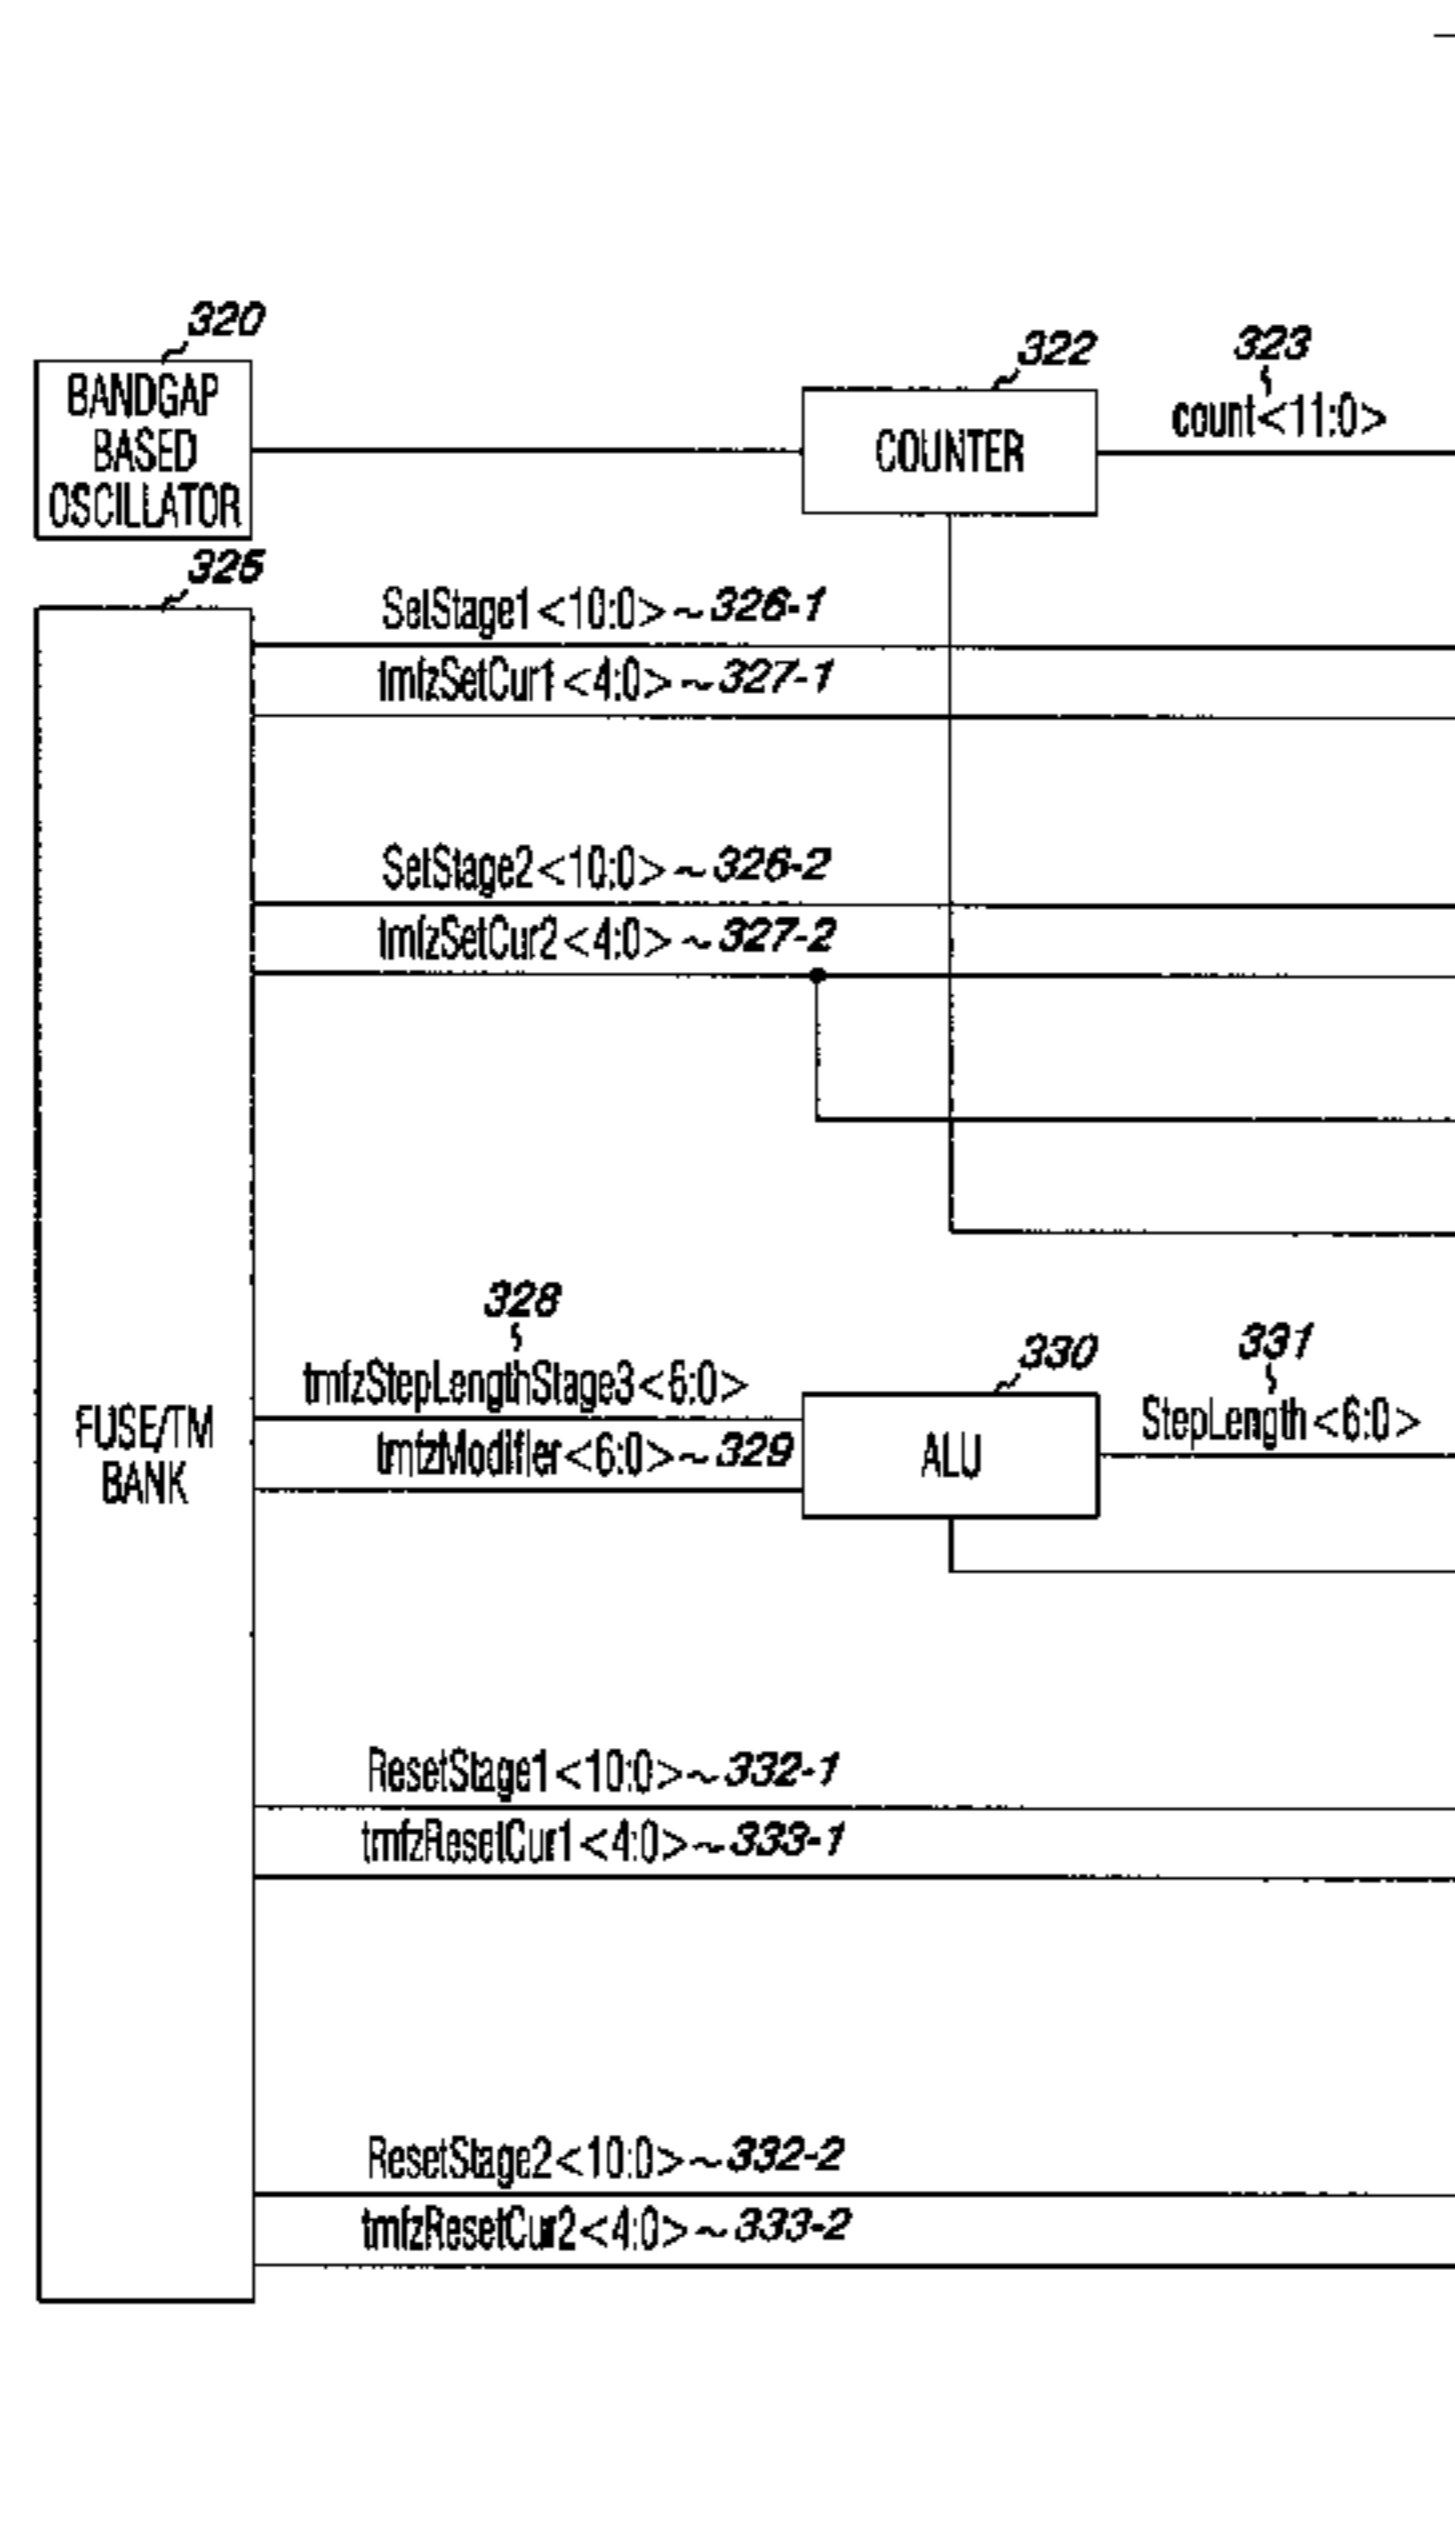 320
BANDGAP
BASED
OSCILLATOR
322
COUNTER
323
count<11:0>
325
SetStage1<10:0>~326-1
tmfzSetCur1<4:0>~327-1
SetStage2<10:0>~326-2
tmfzSetCur2<4:0>~327-2
328
tmfzStepLengthStage3<6:0>
tmfzModifier<6:0>~329
330
ALU
331
StepLength<6:0>
FUSE/TM
BANK
ResetStage1<10:0>~332-1
tmfzResetCur1<4:0>~333-1
ResetStage2<10:0>~332-2
tmfzResetCur2<4:0>~333-2